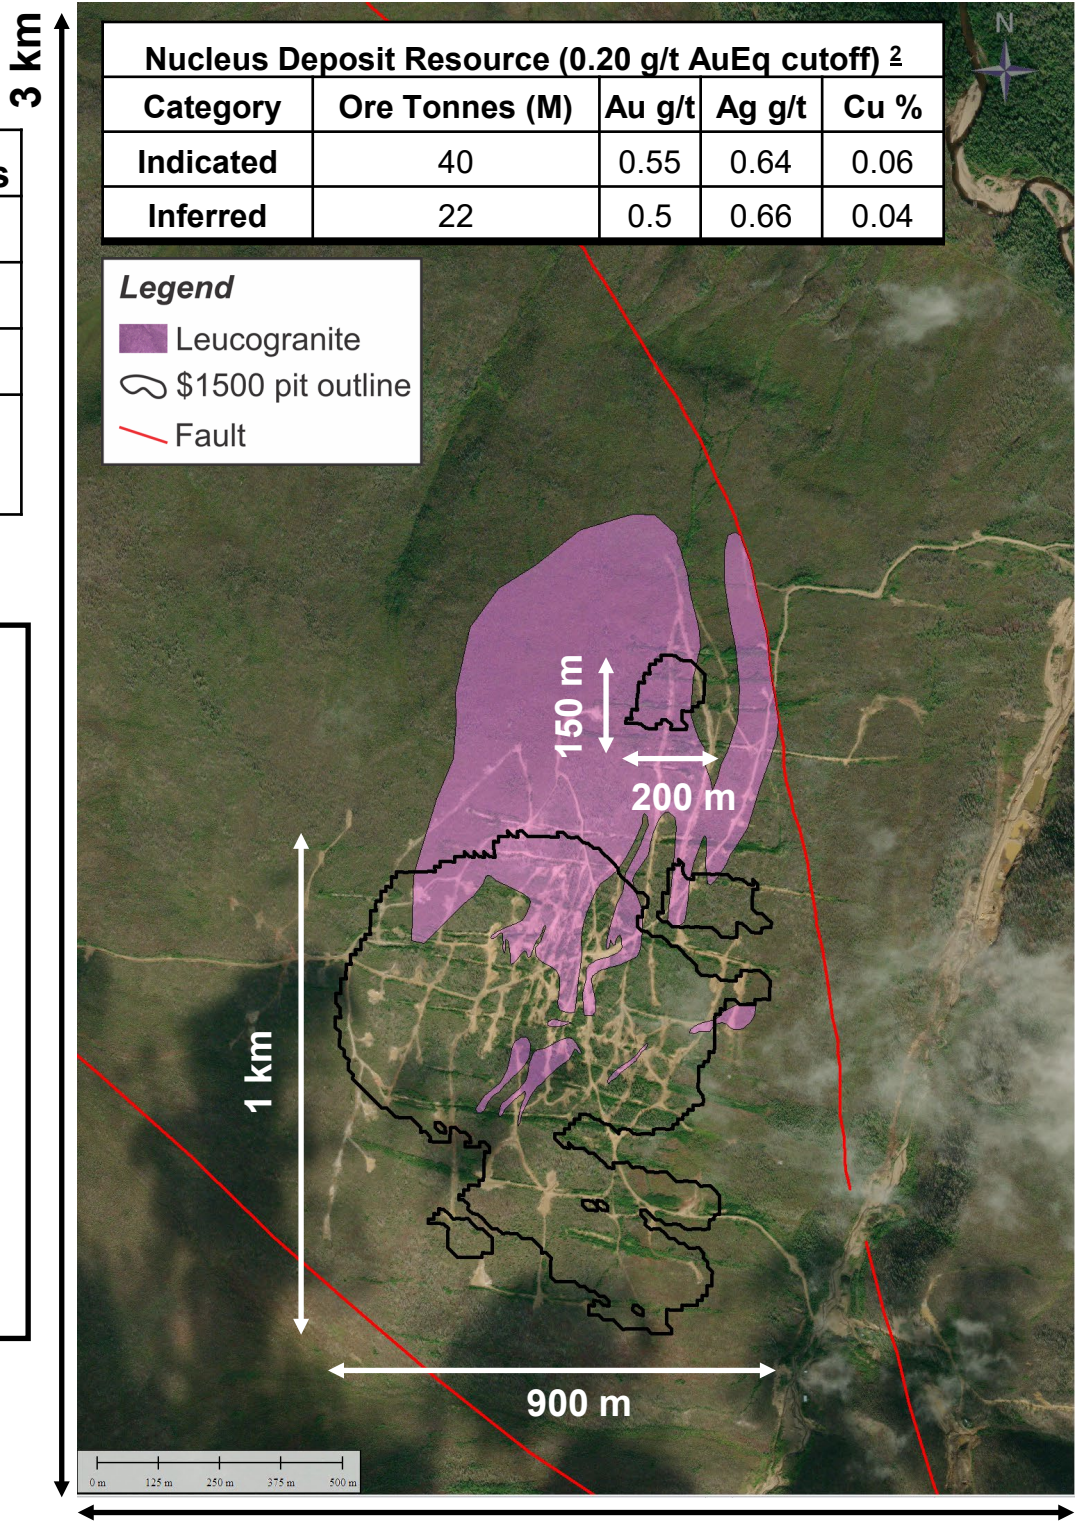 3 km
N
Nucleus Deposit Resource (0.20 g/t AuEq cutoff) 2
Category Ore Tonnes (M) Au g/t Ag g/t Cu %
Indicated 40 0.55 0.64 0.06
Inferred 22 0.5 0.66 0.04
s
Legend
Leucogranite
$1500 pit outline
Fault
150 m
200 m
1 km
900 m
0 m 125 m 250 m 375 m 500 m